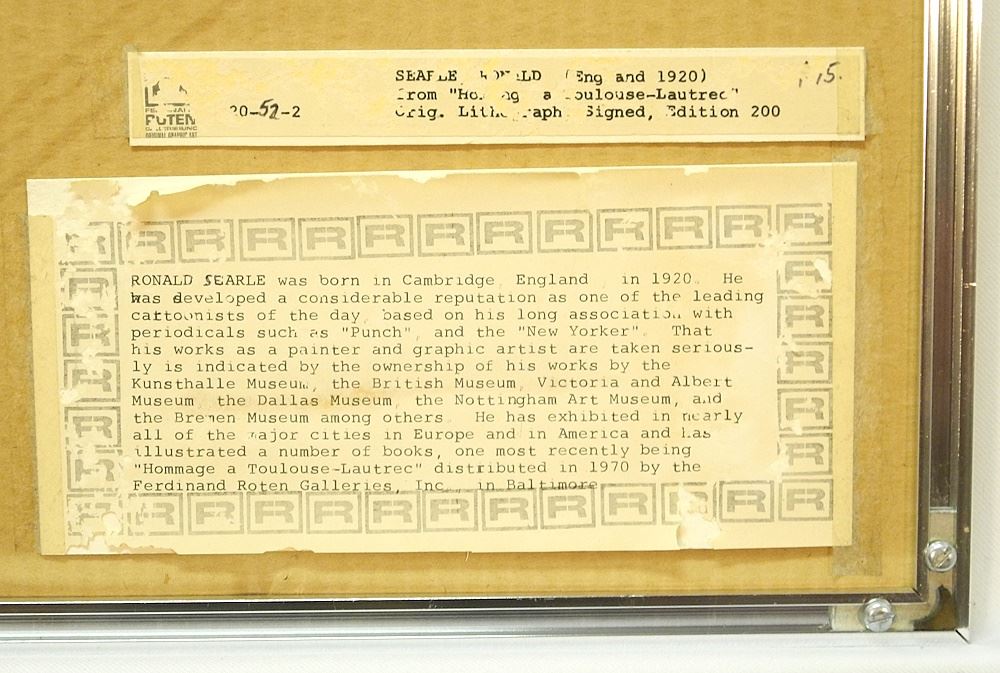 SEARLE, RONALD (England 1920)
15.
from "Hommage a Toulouse-Lautrec"
20-52-2 Orig. Lithograph Signed, Edition 200
ROTEN
R R R R R R R R R R R R R
RONALD SEARLE was born in Cambridge, England in 1920. He
has developed a considerable reputation as one of the leading
cartoonists of the day, based on his long association with
periodicals such as "Punch", and the "New Yorker". That
his works as a painter and graphic artist are taken serious-
ly is indicated by the ownership of his works by the
Kunsthalle Museum, the British Museum, Victoria and Albert
Museum, the Dallas Museum, the Nottingham Art Museum, and
the Bremen Museum among others. He has exhibited in nearly
all of the major cities in Europe and in America and has
illustrated a number of books, one most recently being
"Hommage a Toulouse-Lautrec" distributed in 1970 by the
Ferdinand Roten Galleries, Inc., in Baltimore
R R R R R R R R R R R R R